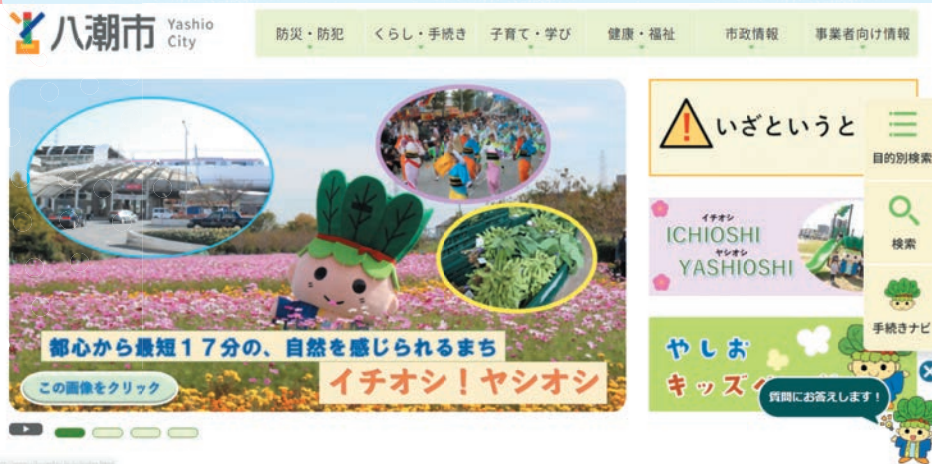 八潮市 Yashio City
防災・防犯 くらし・手続き 子育て・学び 健康・福祉 市政情報 事業者向け情報
いざというと
目的別検索
イチオシ
ICHIOSHI
ヤシオシ
YASHIOSHI
検索
手続きナビ
都心から最短17分の、自然を感じられるまち
イチオシ！ヤシオシ
この画像をクリック
やしお
キッズ
質問にお答えします！